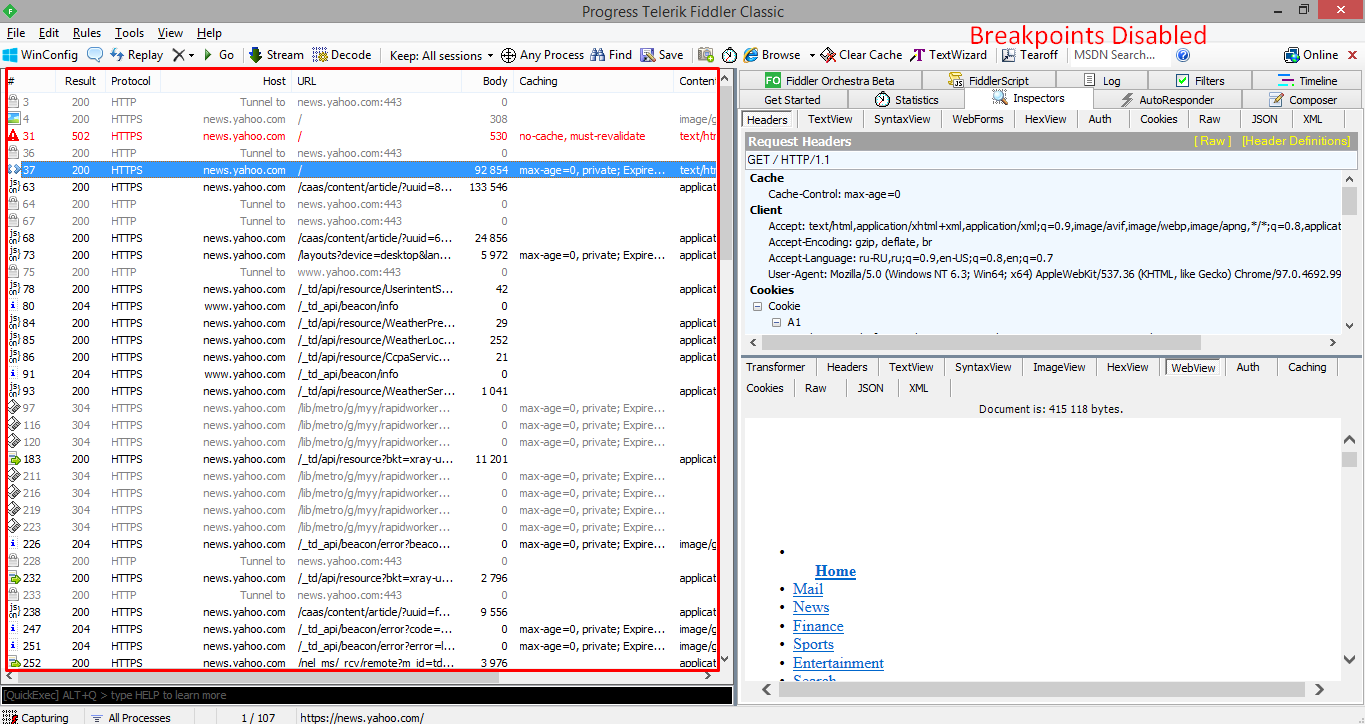 Progress Telerik Fiddler Classic
File Edit Rules Tools View Help
Breakpoints Disabled
WinConfig Replay Go Stream Decode Keep: All sessions Any Process Find Save Browse Clear Cache TextWizard Tearoff MSDN Search... Online
# Result Protocol Host URL Body Caching Content
3 200 HTTP Tunnel to news.yahoo.com:443 0
4 200 HTTPS news.yahoo.com / 308 image/g
31 502 HTTPS news.yahoo.com / 530 no-cache, must-revalidate text/htr
36 200 HTTP Tunnel to news.yahoo.com:443 0
37 200 HTTPS news.yahoo.com / 92 854 max-age=0, private; Expire... text/htr
63 200 HTTPS news.yahoo.com /caas/content/article/?uuid=8... 133 546 applicat
64 200 HTTP Tunnel to news.yahoo.com:443 0
67 200 HTTP Tunnel to news.yahoo.com:443 0
68 200 HTTPS news.yahoo.com /caas/content/article/?uuid=6... 24 856 applicat
73 200 HTTPS news.yahoo.com /layouts?device=desktop&lan... 5 972 max-age=0, private; Expire... applicat
75 200 HTTP Tunnel to www.yahoo.com:443 0
78 200 HTTPS news.yahoo.com /_td/api/resource/UserintentS... 42 applicat
80 204 HTTPS www.yahoo.com /_td_api/beacon/info 0
84 200 HTTPS news.yahoo.com /_td/api/resource/WeatherPre... 29 applicat
85 200 HTTPS news.yahoo.com /_td/api/resource/WeatherLoc... 252 applicat
86 200 HTTPS news.yahoo.com /_td/api/resource/CcpaServic... 21 applicat
91 204 HTTPS www.yahoo.com /_td_api/beacon/info 0
93 200 HTTPS news.yahoo.com /_td/api/resource/WeatherSer... 1 041 applicat
97 304 HTTPS news.yahoo.com /lib/metro/g/myy/rapidworker... 0 max-age=0, private; Expire...
116 304 HTTPS news.yahoo.com /lib/metro/g/myy/rapidworker... 0 max-age=0, private; Expire...
120 304 HTTPS news.yahoo.com /lib/metro/g/myy/rapidworker... 0 max-age=0, private; Expire...
183 200 HTTPS news.yahoo.com /_td/api/resource?bkt=xray-u... 11 201 applicat
211 304 HTTPS news.yahoo.com /lib/metro/g/myy/rapidworker... 0 max-age=0, private; Expire...
216 304 HTTPS news.yahoo.com /lib/metro/g/myy/rapidworker... 0 max-age=0, private; Expire...
219 304 HTTPS news.yahoo.com /lib/metro/g/myy/rapidworker... 0 max-age=0, private; Expire...
223 304 HTTPS news.yahoo.com /lib/metro/g/myy/rapidworker... 0 max-age=0, private; Expire...
226 204 HTTPS news.yahoo.com /_td_api/beacon/error?beaco... 0 max-age=0, private; Expire... image/g
228 200 HTTP Tunnel to news.yahoo.com:443 0
232 200 HTTPS news.yahoo.com /_td/api/resource?bkt=xray-u... 2 796 applicat
233 200 HTTP Tunnel to news.yahoo.com:443 0
238 200 HTTPS news.yahoo.com /caas/content/article/?uuid=f... 9 556 applicat
247 204 HTTPS news.yahoo.com /_td_api/beacon/error?code=... 0 max-age=0, private; Expire... image/g
251 204 HTTPS news.yahoo.com /_td_api/beacon/error?error=l... 0 max-age=0, private; Expire... image/g
252 200 HTTPS news.yahoo.com /nel_ms/_rcv/remote?m_id=td... 3 976 applicat
[QuickExec] ALT+Q > type HELP to learn more
Capturing All Processes 1 / 107 https://news.yahoo.com/
FO Fiddler Orchestra Beta FiddlerScript Log Filters Timeline
Get Started Statistics Inspectors AutoResponder Composer
Headers TextView SyntaxView WebForms HexView Auth Cookies Raw JSON XML
Request Headers [ Raw ] [Header Definitions]
GET / HTTP/1.1
Cache
Cache-Control: max-age=0
Client
Accept: text/html,application/xhtml+xml,application/xml;q=0.9,image/avif,image/webp,image/apng,*/*;q=0.8,applicat
Accept-Encoding: gzip, deflate, br
Accept-Language: ru-RU,ru;q=0.9,en-US;q=0.8,en;q=0.7
User-Agent: Mozilla/5.0 (Windows NT 6.3; Win64; x64) AppleWebKit/537.36 (KHTML, like Gecko) Chrome/97.0.4692.99
Cookies
Cookie
A1
Transformer Headers TextView SyntaxView ImageView HexView WebView Auth Caching
Cookies Raw JSON XML
Document is: 415 118 bytes.
Home
Mail
News
Finance
Sports
Entertainment
Search